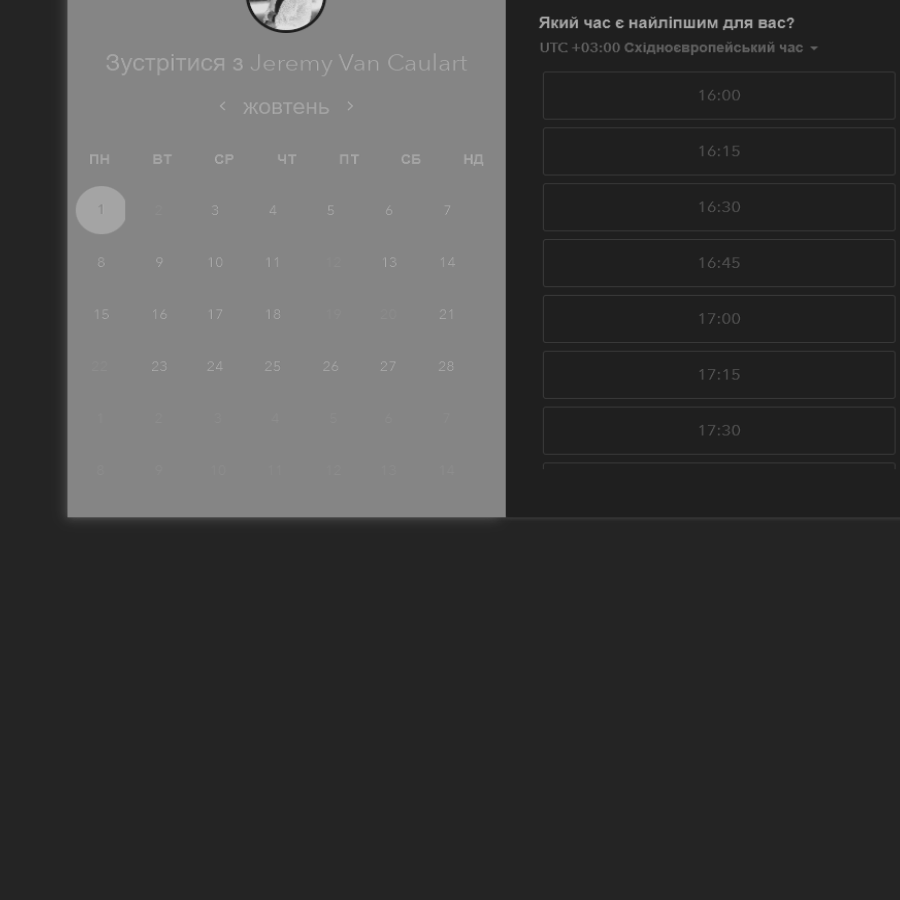 Зустрітися з Jeremy Van Caulart
жовтень
ПН ВТ СР ЧТ ПТ СБ НД
1 2 3 4 5 6 7
8 9 10 11 12 13 14
15 16 17 18 19 20 21
22 23 24 25 26 27 28
1 2 3 4 5 6 7
8 9 10 11 12 13 14
Який час є найліпшим для вас?
UTC +03:00 Східноєвропейський час
16:00
16:15
16:30
16:45
17:00
17:15
17:30